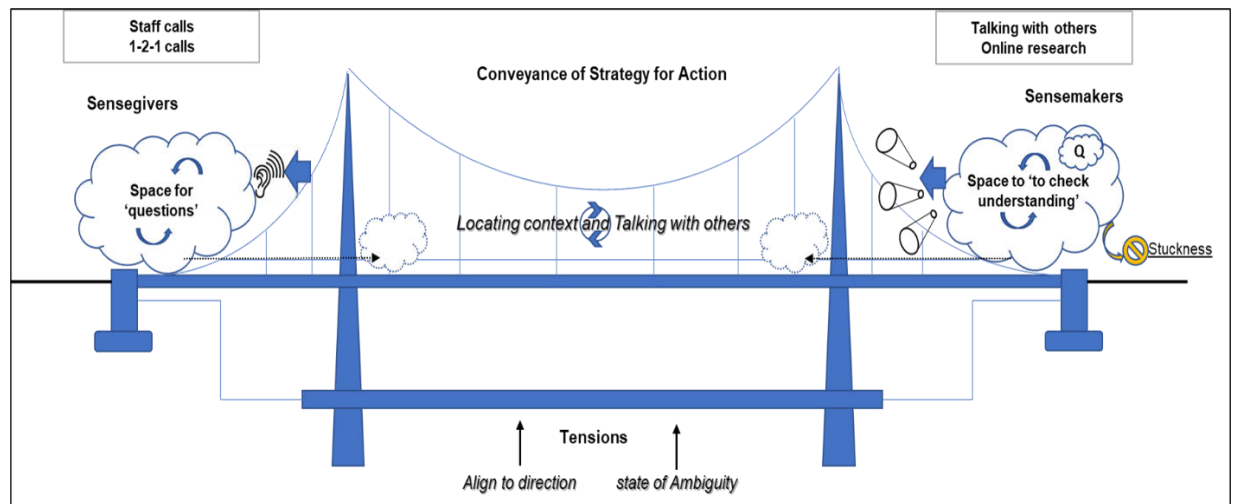 Staff calls
1-2-1 calls
Talking with others
Online research
Conveyance of Strategy for Action
Sensegivers
Sensemakers
Q
Space for
‘questions’
Space to ‘to check
understanding’
Locating context and Talking with others
Stuckness
Tensions
Align to direction
state of Ambiguity